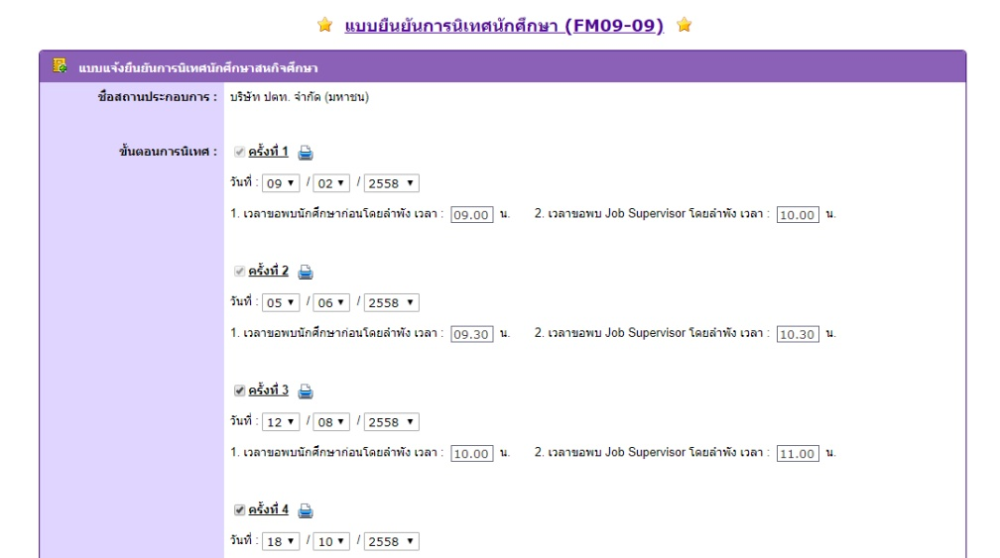 แบบยืนยันการนิเทศนักศึกษา (FM09-09)
แบบแจ้งยืนยันการนิเทศนักศึกษาสหกิจศึกษา
ชื่อสถานประกอบการ : บริษัท ปตท. จำกัด (มหาชน)
ขั้นตอนการนิเทศ : ครั้งที่ 1
วันที่ : 09 / 02 / 2558
1. เวลาขอพบนักศึกษาก่อนโดยลำพัง เวลา : 09.00 น. 2. เวลาขอพบ Job Supervisor โดยลำพัง เวลา : 10.00 น.
ครั้งที่ 2
วันที่ : 05 / 06 / 2558
1. เวลาขอพบนักศึกษาก่อนโดยลำพัง เวลา : 09.30 น. 2. เวลาขอพบ Job Supervisor โดยลำพัง เวลา : 10.30 น.
ครั้งที่ 3
วันที่ : 12 / 08 / 2558
1. เวลาขอพบนักศึกษาก่อนโดยลำพัง เวลา : 10.00 น. 2. เวลาขอพบ Job Supervisor โดยลำพัง เวลา : 11.00 น.
ครั้งที่ 4
วันที่ : 18 / 10 / 2558